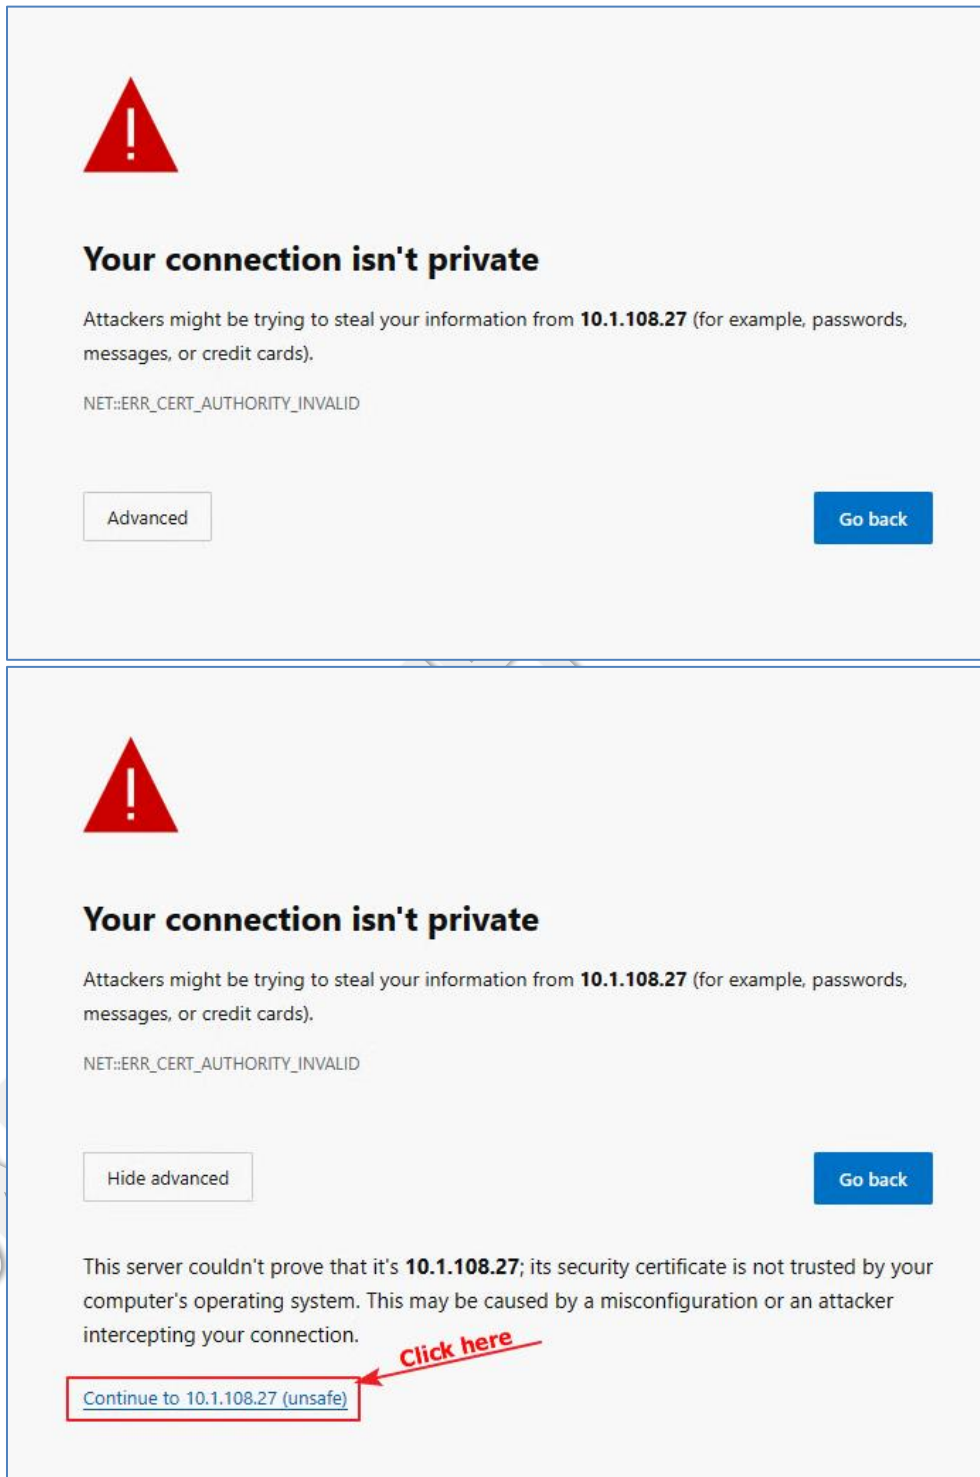 Your connection isn't private
Attackers might be trying to steal your information from 10.1.108.27 (for example, passwords,
messages, or credit cards).
NET::ERR_CERT_AUTHORITY_INVALID
Advanced
Go back
Your connection isn't private
Attackers might be trying to steal your information from 10.1.108.27 (for example, passwords,
messages, or credit cards).
NET::ERR_CERT_AUTHORITY_INVALID
Hide advanced
Go back
This server couldn't prove that it's 10.1.108.27; its security certificate is not trusted by your
computer's operating system. This may be caused by a misconfiguration or an attacker
intercepting your connection.
Click here
Continue to 10.1.108.27 (unsafe)